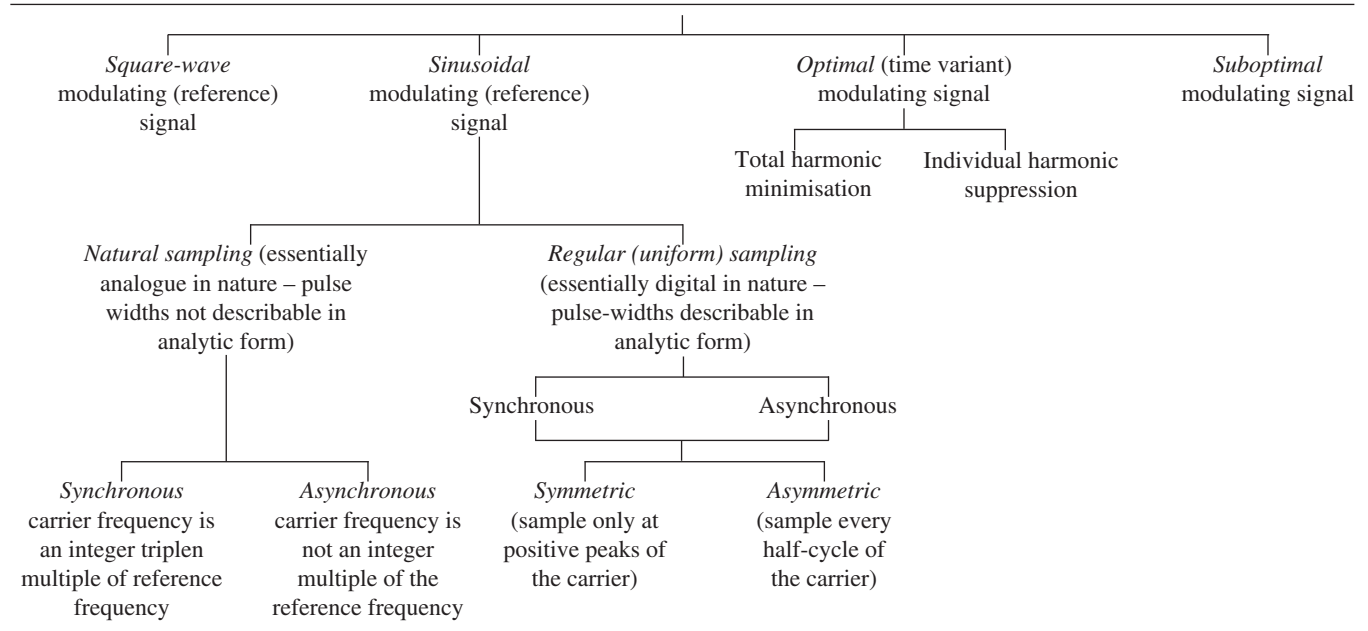 Square-wave
modulating (reference)
signal
Sinusoidal
modulating (reference)
signal
Optimal (time variant)
modulating signal
Suboptimal
modulating signal
Total harmonic
minimisation
Individual harmonic
suppression
Natural sampling (essentially
analogue in nature – pulse
widths not describable in
analytic form)
Regular (uniform) sampling
(essentially digital in nature –
pulse-widths describable in
analytic form)
Synchronous
Asynchronous
Synchronous
carrier frequency is
an integer triplen
multiple of reference
frequency
Asynchronous
carrier frequency is
not an integer
multiple of the
reference frequency
Symmetric
(sample only at
positive peaks of
the carrier)
Asymmetric
(sample every
half-cycle of
the carrier)